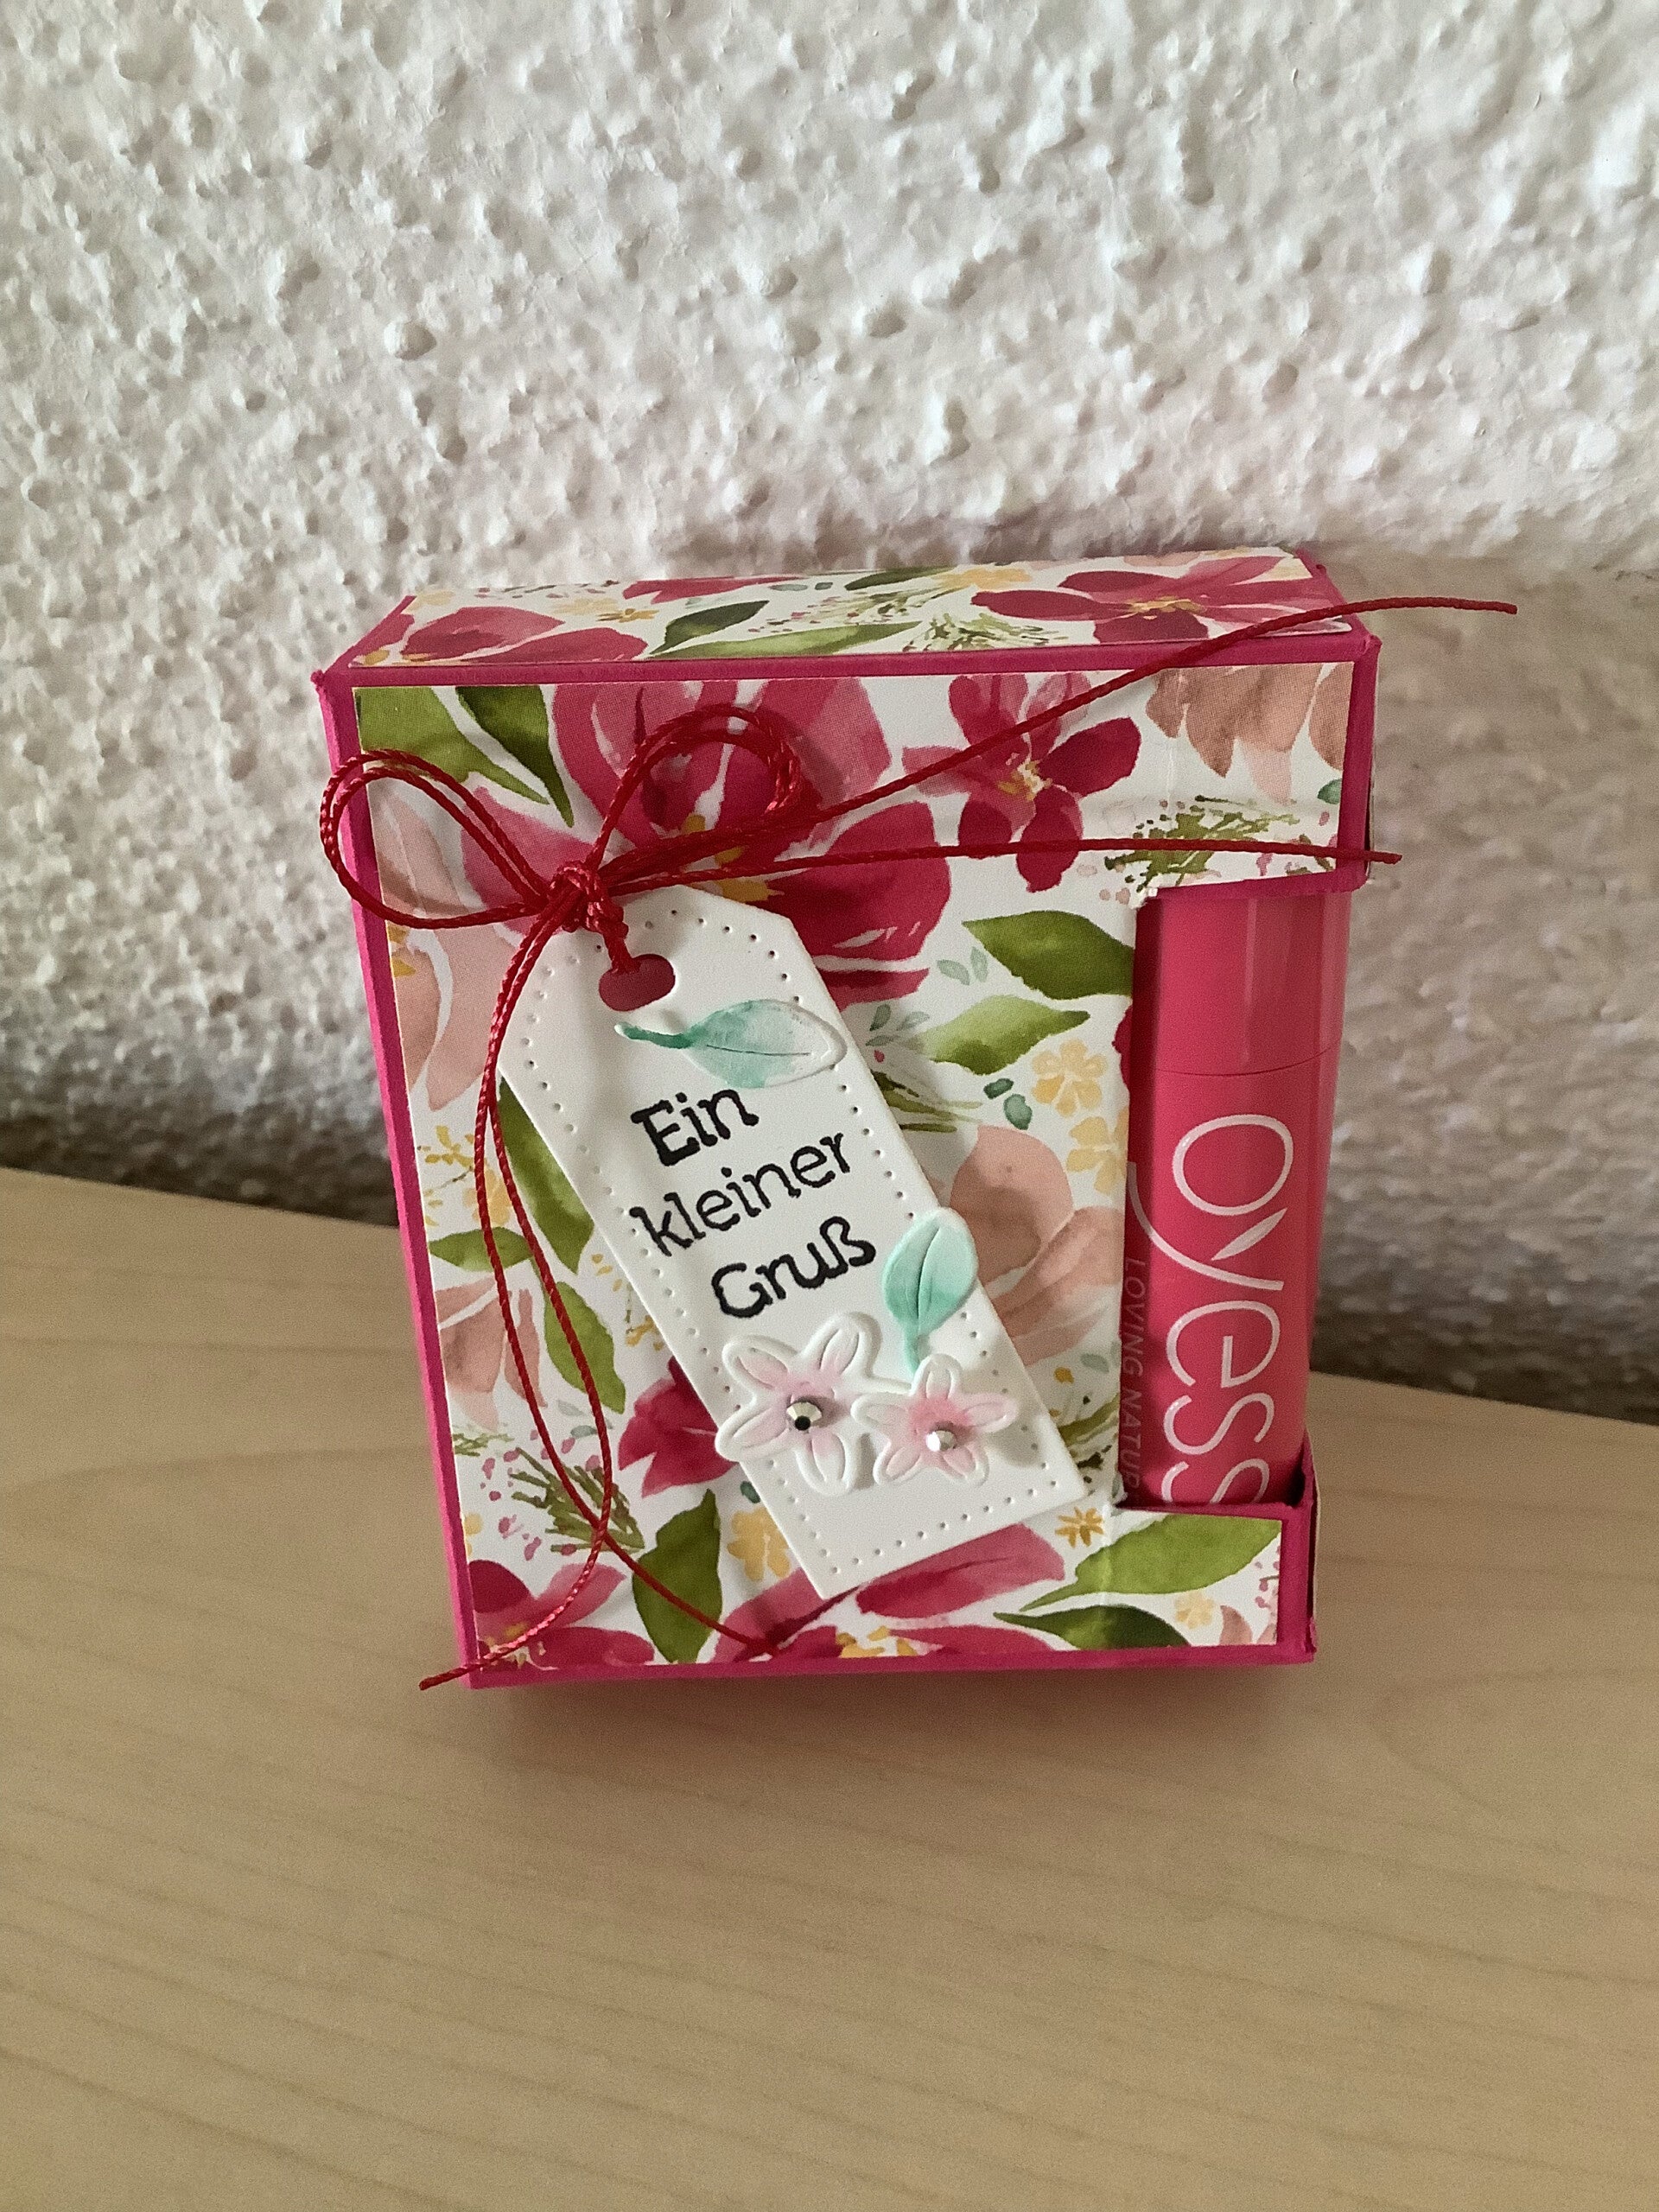 Ein
kleiner
Gruß
OYess
LOVING NATUR